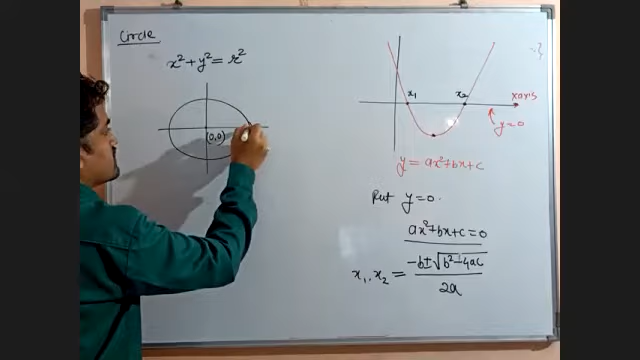 Circle
x² + y² = r²
(0,0)
x₁
x₂
x axis
y = 0
y = ax²+bx+c
Put y = 0.
ax²+bx+c = 0
x₁, x₂ = -b ± √b² - 4ac
2a